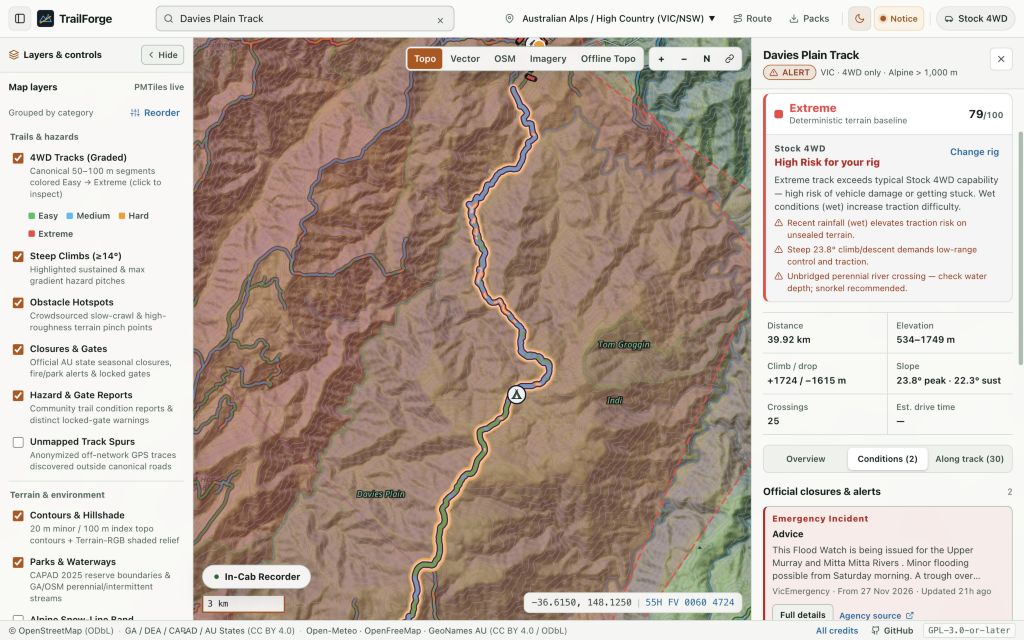 TrailForge
Davies Plain Track
×
Australian Alps / High Country (VIC/NSW) ▼
Route
Packs
Notice
Stock 4WD
Layers & controls
Hide
Map layers
PMTiles live
Grouped by category
Reorder
Trails & hazards
4WD Tracks (Graded)
Canonical 50–100 m segments
colored Easy → Extreme (click to
inspect)
Easy
Medium
Hard
Extreme
Steep Climbs (≥14°)
Highlighted sustained & max
gradient hazard pitches
Obstacle Hotspots
Crowdsourced slow-crawl & high-
roughness terrain pinch points
Closures & Gates
Official AU state seasonal closures,
fire/park alerts & locked gates
Hazard & Gate Reports
Community trail condition reports &
distinct locked-gate warnings
Unmapped Track Spurs
Anonymized off-network GPS traces
discovered outside canonical roads
Terrain & environment
Contours & Hillshade
20 m minor / 100 m index topo
contours + Terrain-RGB shaded relief
Parks & Waterways
CAPAD 2025 reserve boundaries &
GA/OSM perennial/intermittent
streams
Alpine Snow-Line Band
Topo
Vector
OSM
Imagery
Offline Topo
+
−
N
Tom Groggin
Indi
Davies Plain
In-Cab Recorder
3 km
−36.6150, 148.1250 | 55H FV 0060 4724
Davies Plain Track
×
ALERT
VIC · 4WD only · Alpine > 1,000 m
Extreme
Deterministic terrain baseline
79/100
Stock 4WD
High Risk for your rig
Change rig
Extreme track exceeds typical Stock 4WD capability
— high risk of vehicle damage or getting stuck. Wet
conditions (wet) increase traction difficulty.
Recent rainfall (wet) elevates traction risk on
unsealed terrain.
Steep 23.8° climb/descent demands low-range
control and traction.
Unbridged perennial river crossing — check water
depth; snorkel recommended.
Distance
39.92 km
Elevation
534–1749 m
Climb / drop
+1724 / −1615 m
Slope
23.8° peak · 22.3° sust
Crossings
25
Est. drive time
—
Overview
Conditions (2)
Along track (30)
Official closures & alerts
2
Emergency Incident
Advice
This Flood Watch is being issued for the Upper
Murray and Mitta Mitta Rivers . Minor flooding
possible from Saturday morning. A trough over…
VicEmergency · From 27 Nov 2026 · Updated 21h ago
Full details
Agency source
© OpenStreetMap (ODbL) · GA / DEA / CAPAD / AU States (CC BY 4.0) · Open-Meteo · OpenFreeMap · GeoNames AU (CC BY 4.0 / ODbL)
All credits
GitHub
GPL-3.0-or-later